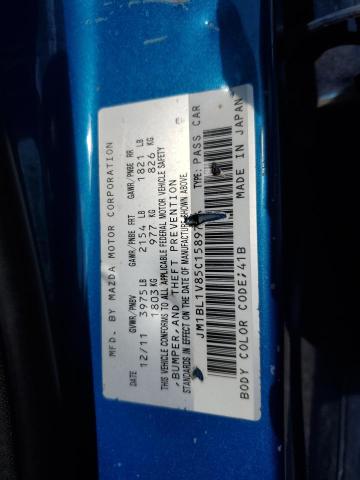 MFD. BY MAZDA MOTOR CORPORATION
DATE GVWR/PNBV GAWR/PNBE FRT GAWR/PNBE RR
12/11 3975 LB 2154 LB 1821 LB
1803 KG 977 KG 826 KG
THIS VEHICLE CONFORMS TO ALL APPLICABLE FEDERAL MOTOR VEHICLE SAFETY
,BUMPER,AND THEFT PREVENTION
STANDARDS IN EFFECT ON THE DATE OF MANUFACTURE SHOWN ABOVE.
TYPE: PASS CAR
BODY COLOR CODE:41B MADE IN JAPAN